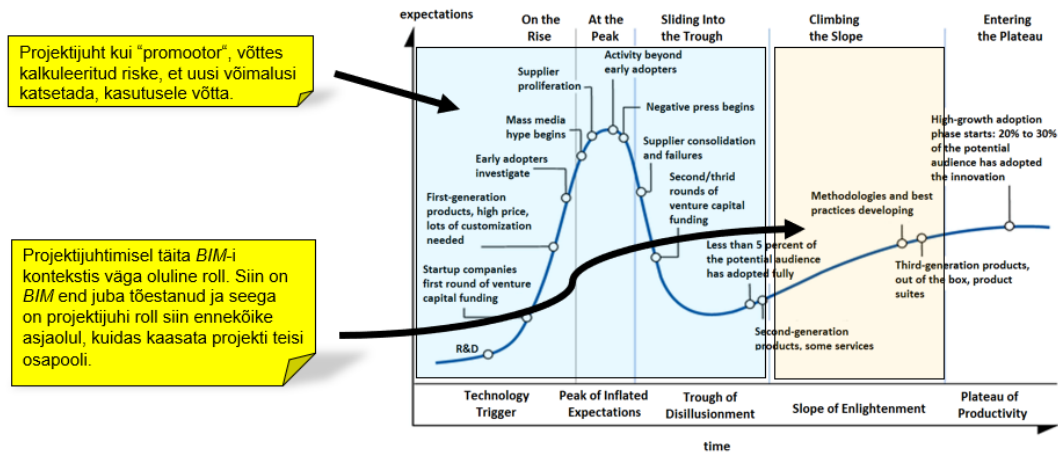 expectations
On the
Rise
At the
Peak
Sliding Into
the Trough
Climbing
the Slope
Entering
the Plateau
Projektijuht kui “promootor“, võttes
kalkuleeritud riske, et uusi võimalusi
katsetada, kasutusele võtta.
Activity beyond
early adopters
Supplier
proliferation
Negative press begins
Mass media
hype begins
High-growth adoption
phase starts: 20% to 30%
of the potential
audience has adopted
the innovation
Supplier consolidation
and failures
Early adopters
investigate
Second/thrid
rounds of
venture capital
funding
First-generation
products, high price,
lots of customization
needed
Methodologies and best
practices developing
Less than 5 percent of
the potential audience
has adopted fully
Projektijuhtimisel täita BIM-i
kontekstis väga oluline roll. Siin on
BIM end juba tõestanud ja seega
on projektijuhi roll siin ennekõike
asjaolul, kuidas kaasata projekti teisi
osapooli.
Startup companies
first round of venture
capital funding
Third-generation products,
out of the box, product
suites
Second-generation
products, some services
R&D
Technology
Trigger
Peak of Inflated
Expectations
Trough of
Disillusionment
Slope of Enlightenment
Plateau of
Productivity
time